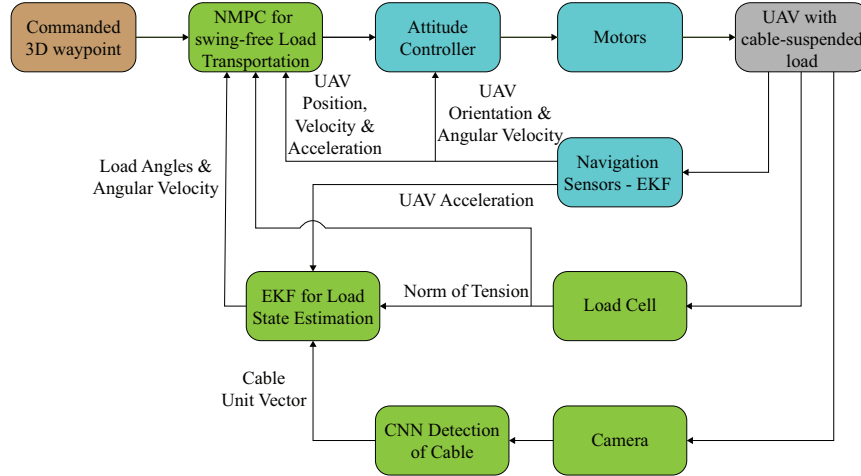 Commanded
3D waypoint
NMPC for
swing-free Load
Transportation
Attitude
Controller
Motors
UAV with
cable-suspended
load
UAV
Position,
Velocity &
Acceleration
UAV
Orientation &
Angular Velocity
Load Angles &
Angular Velocity
Navigation
Sensors - EKF
UAV Acceleration
EKF for Load
State Estimation
Norm of Tension
Load Cell
Cable
Unit Vector
CNN Detection
of Cable
Camera